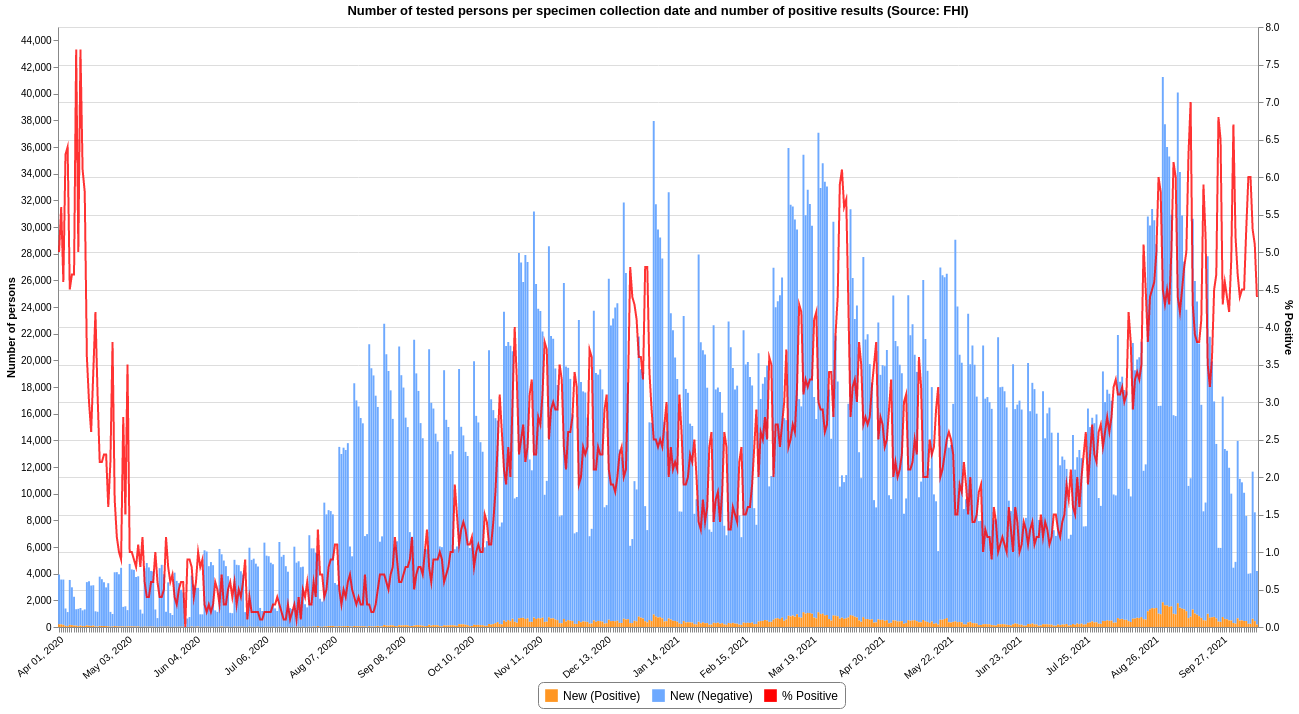 Number of tested persons per specimen collection date and number of positive results (Source: FHI)
44,000
42,000
40,000
38,000
36,000
34,000
32,000
30,000
28,000
26,000
24,000
22,000
20,000
18,000
16,000
14,000
12,000
10,000
8,000
6,000
4,000
2,000
0
Number of persons
8.0
7.5
7.0
6.5
6.0
5.5
5.0
4.5
4.0
3.5
3.0
2.5
2.0
1.5
1.0
0.5
0.0
% Positive
Apr 01, 2020
May 03, 2020
Jun 04, 2020
Jul 06, 2020
Aug 07, 2020
Sep 08, 2020
Oct 10, 2020
Nov 11, 2020
Dec 13, 2020
Jan 14, 2021
Feb 15, 2021
Mar 19, 2021
Apr 20, 2021
May 22, 2021
Jun 23, 2021
Jul 25, 2021
Aug 26, 2021
Sep 27, 2021
New (Positive)
New (Negative)
% Positive